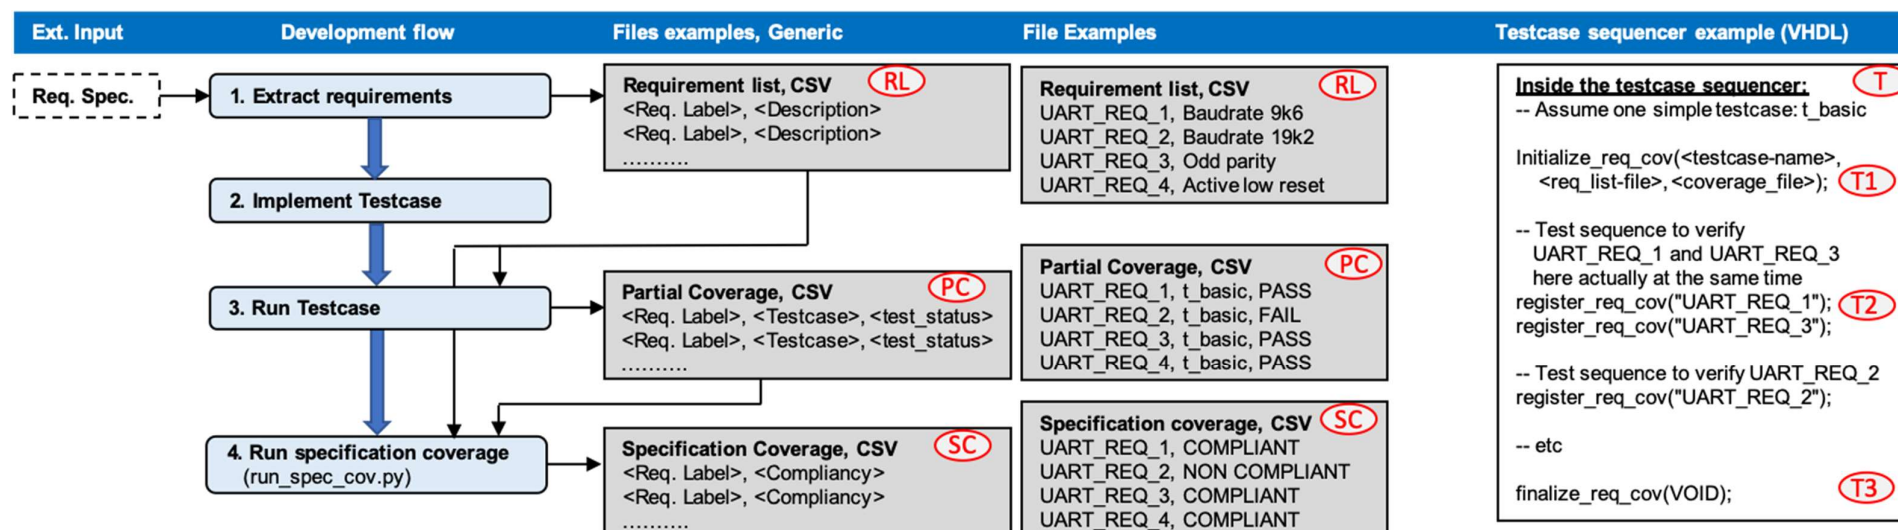 Ext. Input
Development flow
Files examples, Generic
File Examples
Testcase sequencer example (VHDL)
Req. Spec.
1. Extract requirements
2. Implement Testcase
3. Run Testcase
4. Run specification coverage
(run_spec_cov.py)
Requirement list, CSV RL
<Req. Label>, <Description>
<Req. Label>, <Description>
..........
Partial Coverage, CSV PC
<Req. Label>, <Testcase>, <test_status>
<Req. Label>, <Testcase>, <test_status>
..........
Specification Coverage, CSV SC
<Req. Label>, <Compliancy>
<Req. Label>, <Compliancy>
..........
Requirement list, CSV RL
UART_REQ_1, Baudrate 9k6
UART_REQ_2, Baudrate 19k2
UART_REQ_3, Odd parity
UART_REQ_4, Active low reset
Partial Coverage, CSV PC
UART_REQ_1, t_basic, PASS
UART_REQ_2, t_basic, FAIL
UART_REQ_3, t_basic, PASS
UART_REQ_4, t_basic, PASS
Specification coverage, CSV SC
UART_REQ_1, COMPLIANT
UART_REQ_2, NON COMPLIANT
UART_REQ_3, COMPLIANT
UART_REQ_4, COMPLIANT
Inside the testcase sequencer: T
-- Assume one simple testcase: t_basic
Initialize_req_cov(<testcase-name>,
<req_list-file>, <coverage_file>); T1
-- Test sequence to verify
UART_REQ_1 and UART_REQ_3
here actually at the same time
register_req_cov("UART_REQ_1"); T2
register_req_cov("UART_REQ_3");
-- Test sequence to verify UART_REQ_2
register_req_cov("UART_REQ_2");
-- etc
finalize_req_cov(VOID); T3